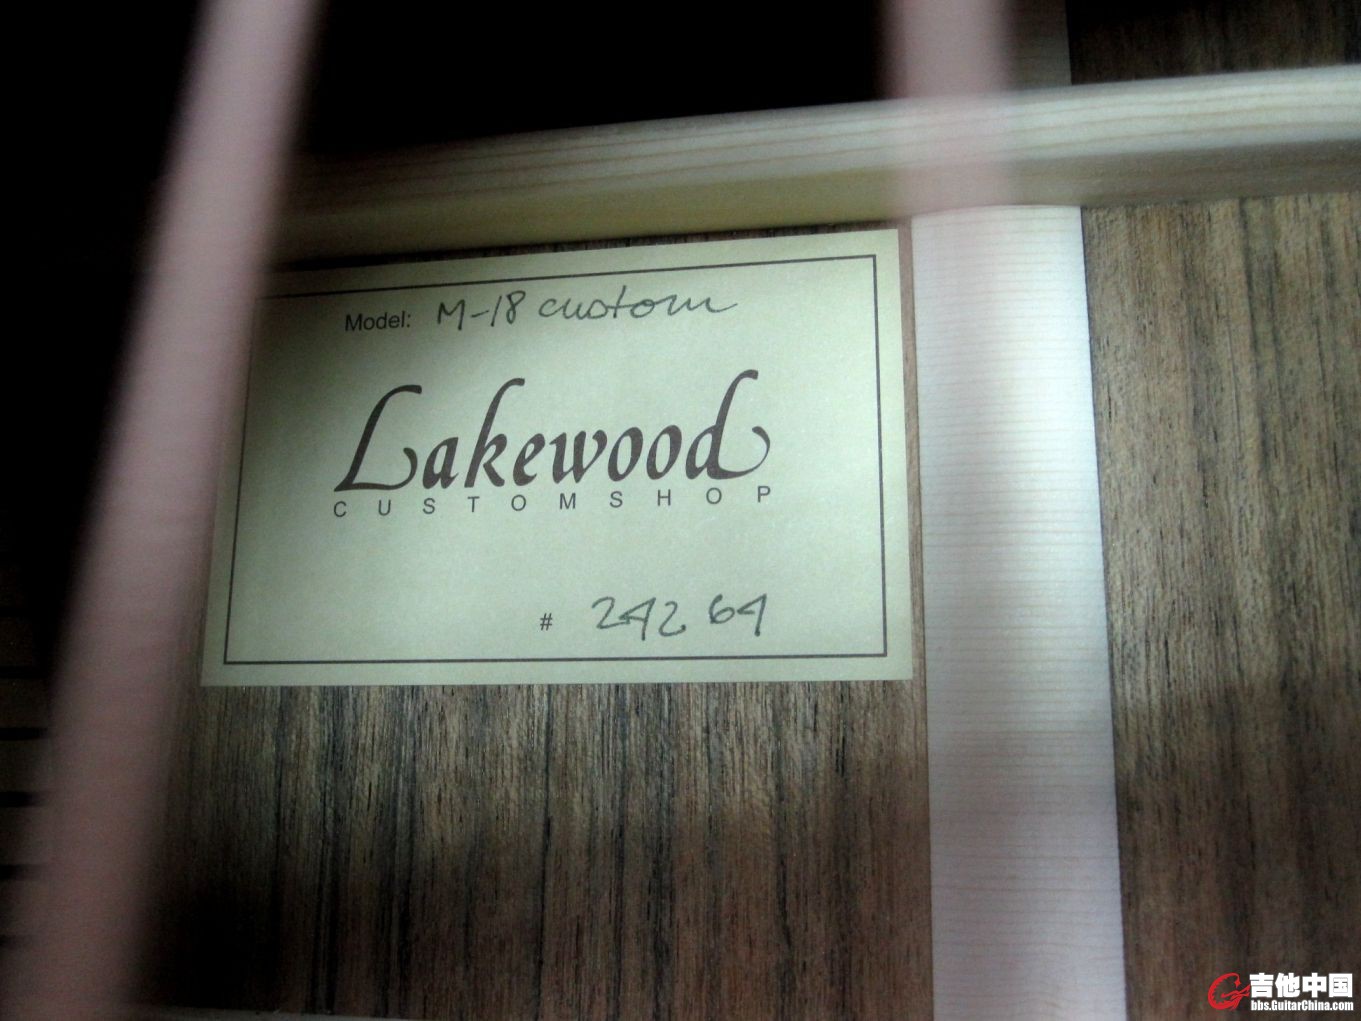 Model: M-18 custom
Lakewood
CUSTOMSHOP
# 24264
吉他中国
bbs.GuitarChina.com